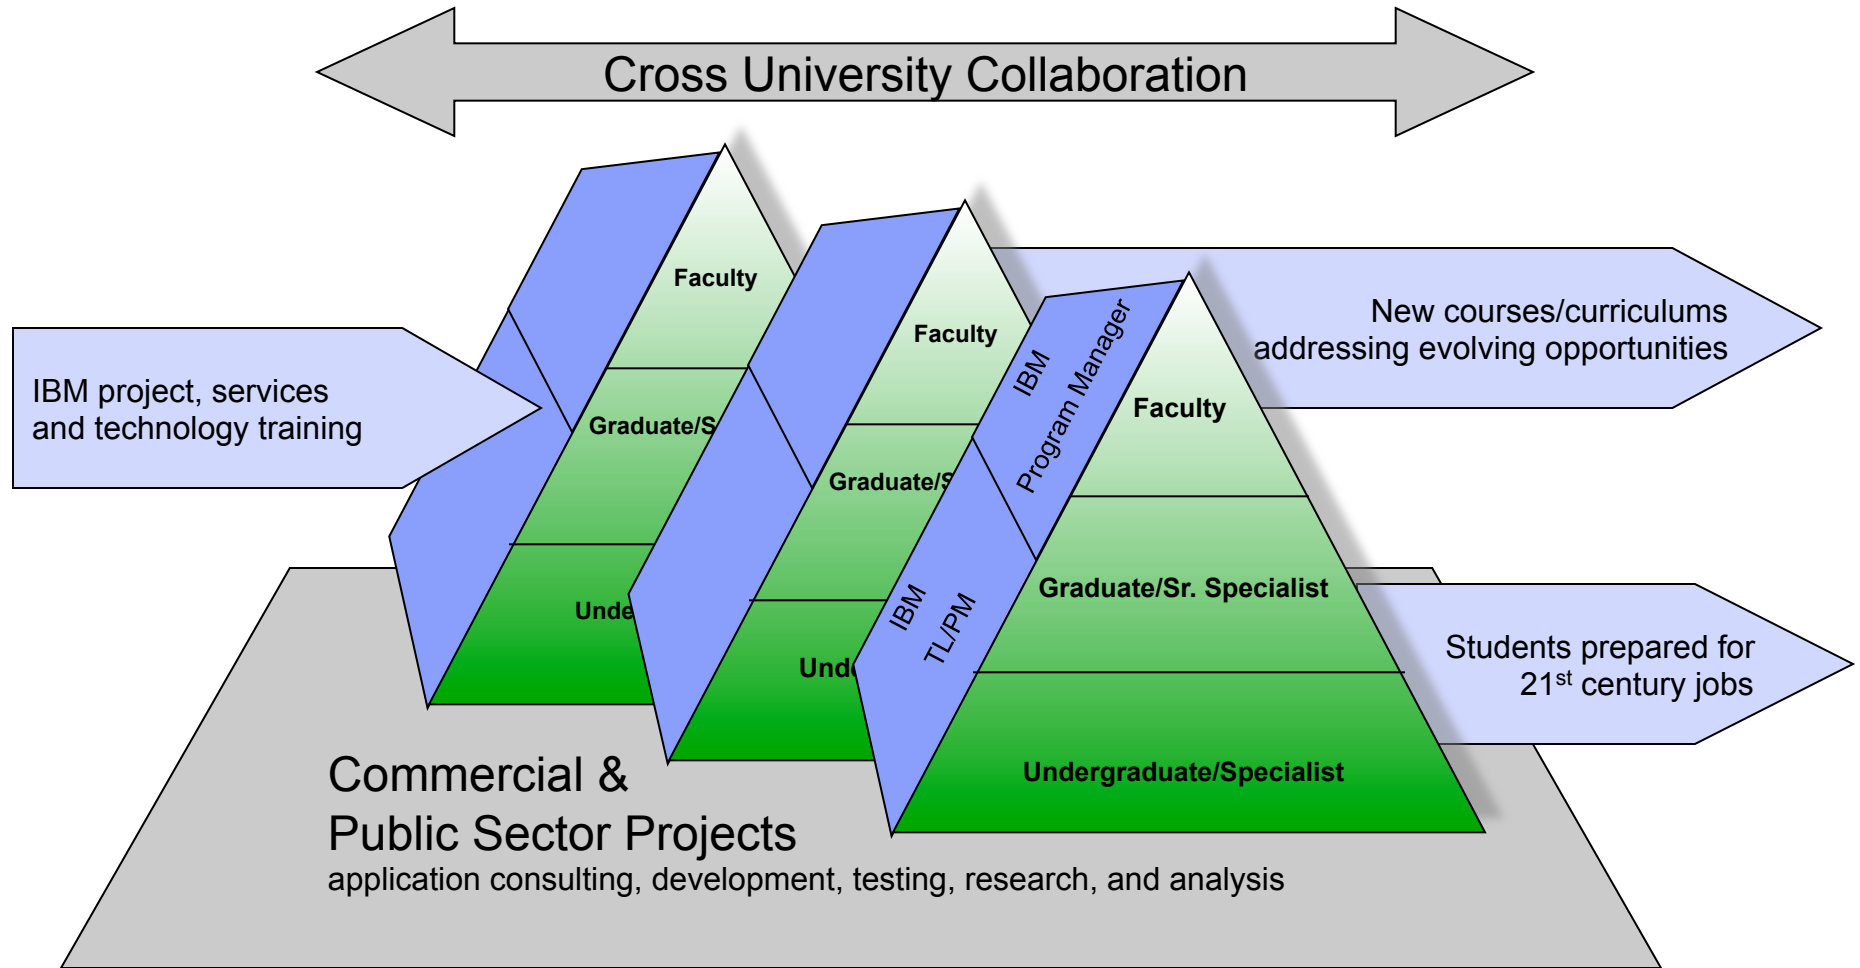 Cross University Collaboration
Faculty
Graduate/S
Unde
Faculty
Graduate/S
Unde
IBM
Program Manager
IBM
TL/PM
Faculty
Graduate/Sr. Specialist
Undergraduate/Specialist
IBM project, services
and technology training
New courses/curriculums
addressing evolving opportunities
Students prepared for
21st century jobs
Commercial &
Public Sector Projects
application consulting, development, testing, research, and analysis